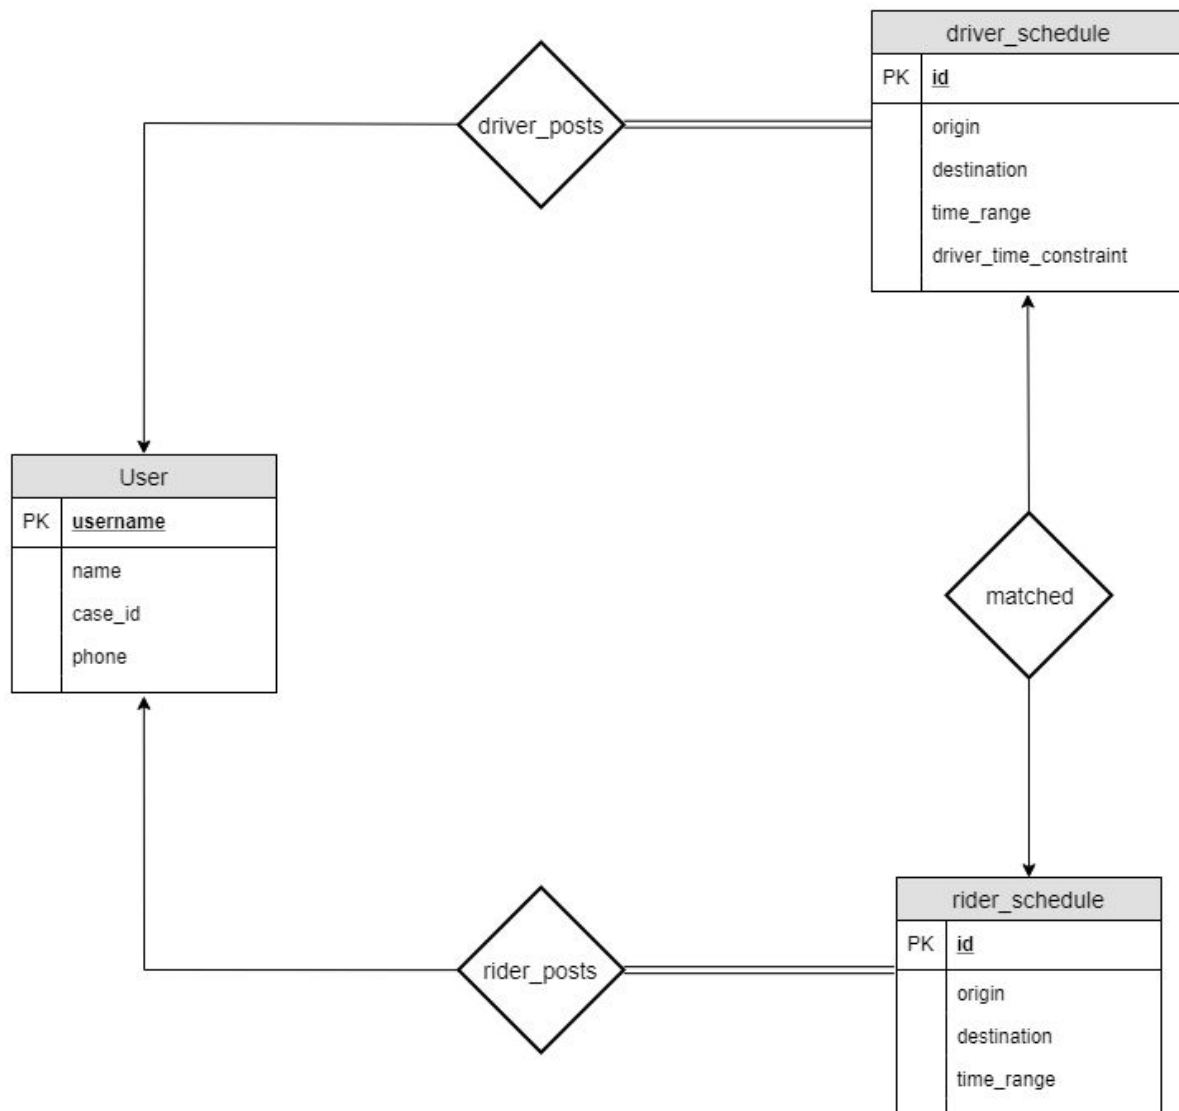 driver_schedule
PK id
origin
destination
time_range
driver_time_constraint
driver_posts
User
PK username
name
case_id
phone
matched
rider_posts
rider_schedule
PK id
origin
destination
time_range